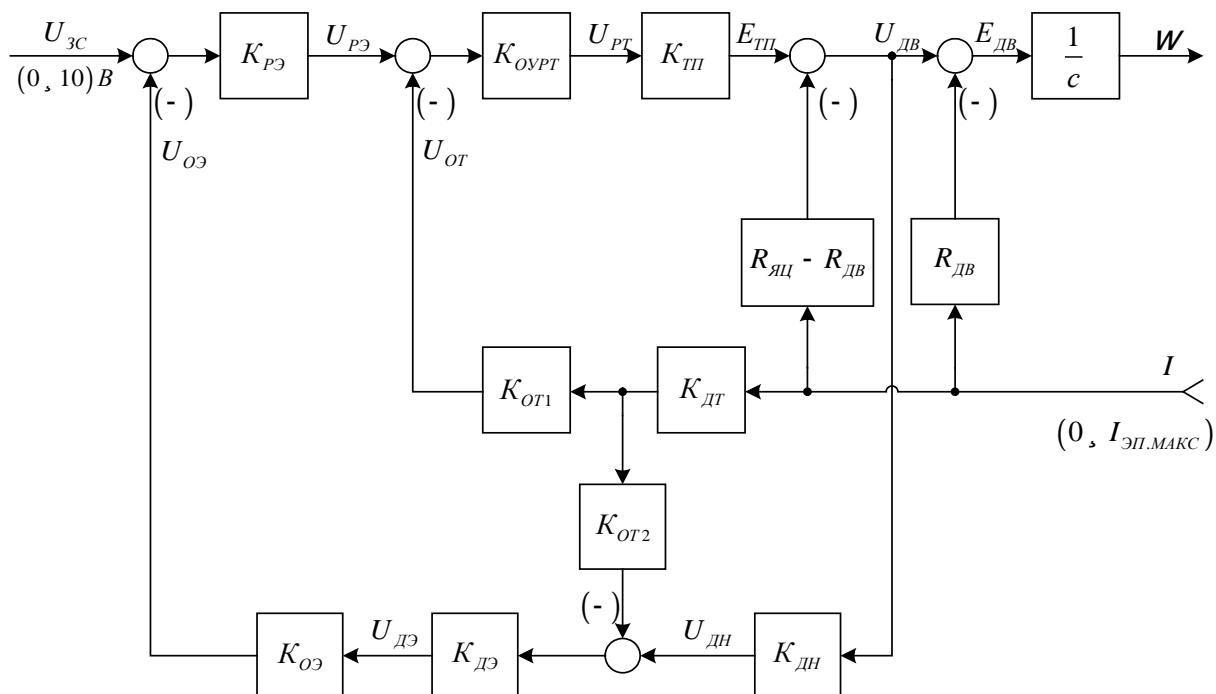 U_ЗС
(0, 10)В
(-)
U_ОЭ
K_РЭ
U_РЭ
(-)
U_ОТ
K_ОУРТ
U_РТ
K_ТП
E_ТП
(-)
U_ДВ
(-)
E_ДВ
1
с
W
R_ЯЦ - R_ДВ
R_ДВ
K_ОТ1
K_ДТ
I
(0, I_ЭП.МАКС)
K_ОТ2
(-)
K_ОЭ
U_ДЭ
K_ДЭ
U_ДН
K_ДН